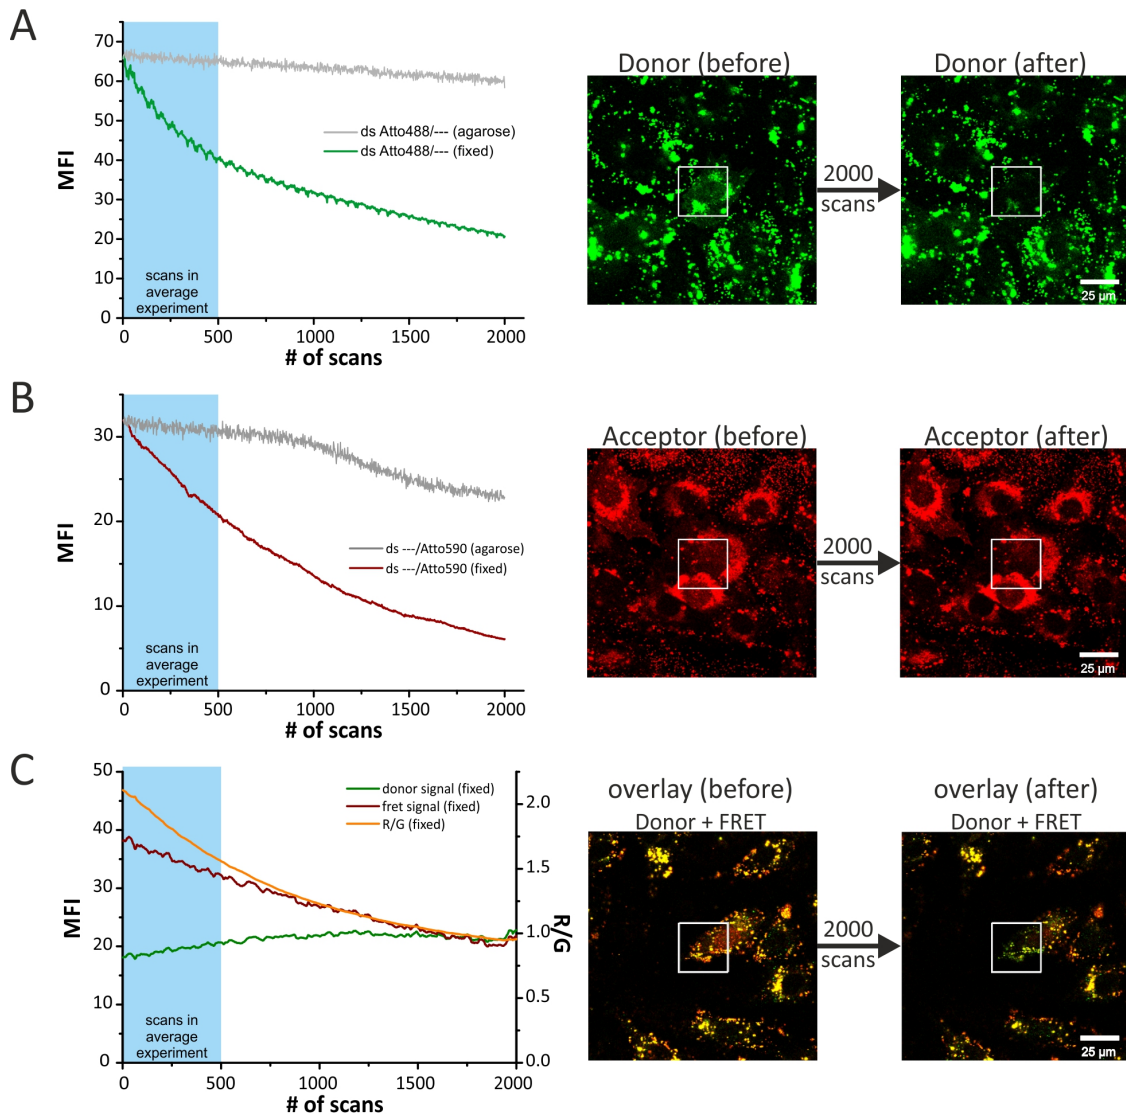 A
MFI
70
60
50
40
30
20
10
0
ds Atto488/--- (agarose)
ds Atto488/--- (fixed)
scans in
average
experiment
0 500 1000 1500 2000
# of scans
Donor (before)
2000
scans
Donor (after)
25 µm
B
MFI
30
20
10
0
ds ---/Atto590 (agarose)
ds ---/Atto590 (fixed)
scans in
average
experiment
0 500 1000 1500 2000
# of scans
Acceptor (before)
2000
scans
Acceptor (after)
25 µm
C
MFI
50
40
30
20
10
0
donor signal (fixed)
fret signal (fixed)
R/G (fixed)
scans in
average
experiment
2.0
1.5
1.0
0.5
0.0
R/G
0 500 1000 1500 2000
# of scans
overlay (before)
Donor + FRET
2000
scans
overlay (after)
Donor + FRET
25 µm